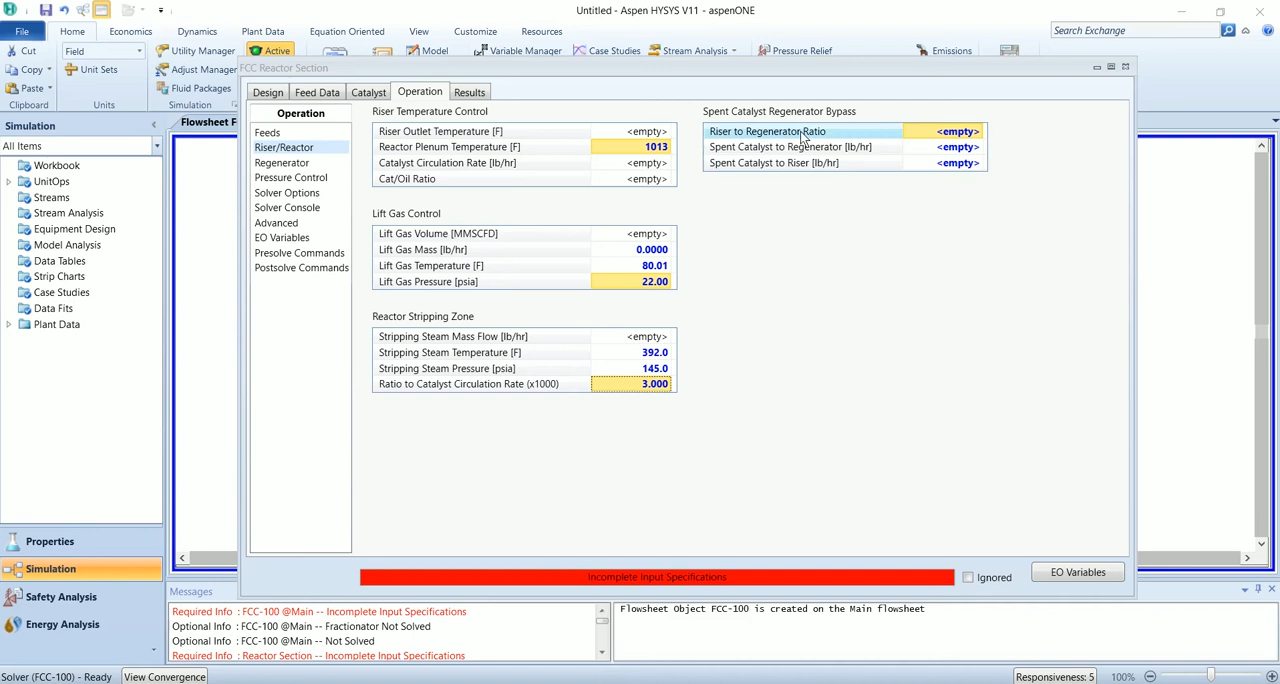 Untitled - Aspen HYSYS V11 - aspenONE
File Home Economics Dynamics Plant Data Equation Oriented View Customize Resources
Search Exchange
Cut Field Utility Manager Active Model Variable Manager Case Studies Stream Analysis Pressure Relief Emissions
Copy Unit Sets Adjust Manager
Paste Fluid Packages
Clipboard Units Simulation
FCC Reactor Section
Simulation
Flowsheet F
All Items
Workbook
UnitOps
Streams
Stream Analysis
Equipment Design
Model Analysis
Data Tables
Strip Charts
Case Studies
Data Fits
Plant Data
Properties
Simulation
Safety Analysis
Energy Analysis
Design Feed Data Catalyst Operation Results
Operation
Feeds
Riser/Reactor
Regenerator
Pressure Control
Solver Options
Solver Console
Advanced
EO Variables
Presolve Commands
Postsolve Commands
Riser Temperature Control
Riser Outlet Temperature [F] <empty>
Reactor Plenum Temperature [F] 1013
Catalyst Circulation Rate [lb/hr] <empty>
Cat/Oil Ratio <empty>
Lift Gas Control
Lift Gas Volume [MMSCFD] <empty>
Lift Gas Mass [lb/hr] 0.0000
Lift Gas Temperature [F] 80.01
Lift Gas Pressure [psia] 22.00
Reactor Stripping Zone
Stripping Steam Mass Flow [lb/hr] <empty>
Stripping Steam Temperature [F] 392.0
Stripping Steam Pressure [psia] 145.0
Ratio to Catalyst Circulation Rate (x1000) 3.000
Spent Catalyst Regenerator Bypass
Riser to Regenerator Ratio <empty>
Spent Catalyst to Regenerator [lb/hr] <empty>
Spent Catalyst to Riser [lb/hr] <empty>
Incomplete Input Specifications
Ignored
EO Variables
Messages
Required Info : FCC-100 @Main -- Incomplete Input Specifications
Optional Info : FCC-100 @Main -- Fractionator Not Solved
Optional Info : FCC-100 @Main -- Not Solved
Required Info : Reactor Section -- Incomplete Input Specifications
Flowsheet Object FCC-100 is created on the Main flowsheet
Solver (FCC-100) - Ready View Convergence
Responsiveness: 5 100%